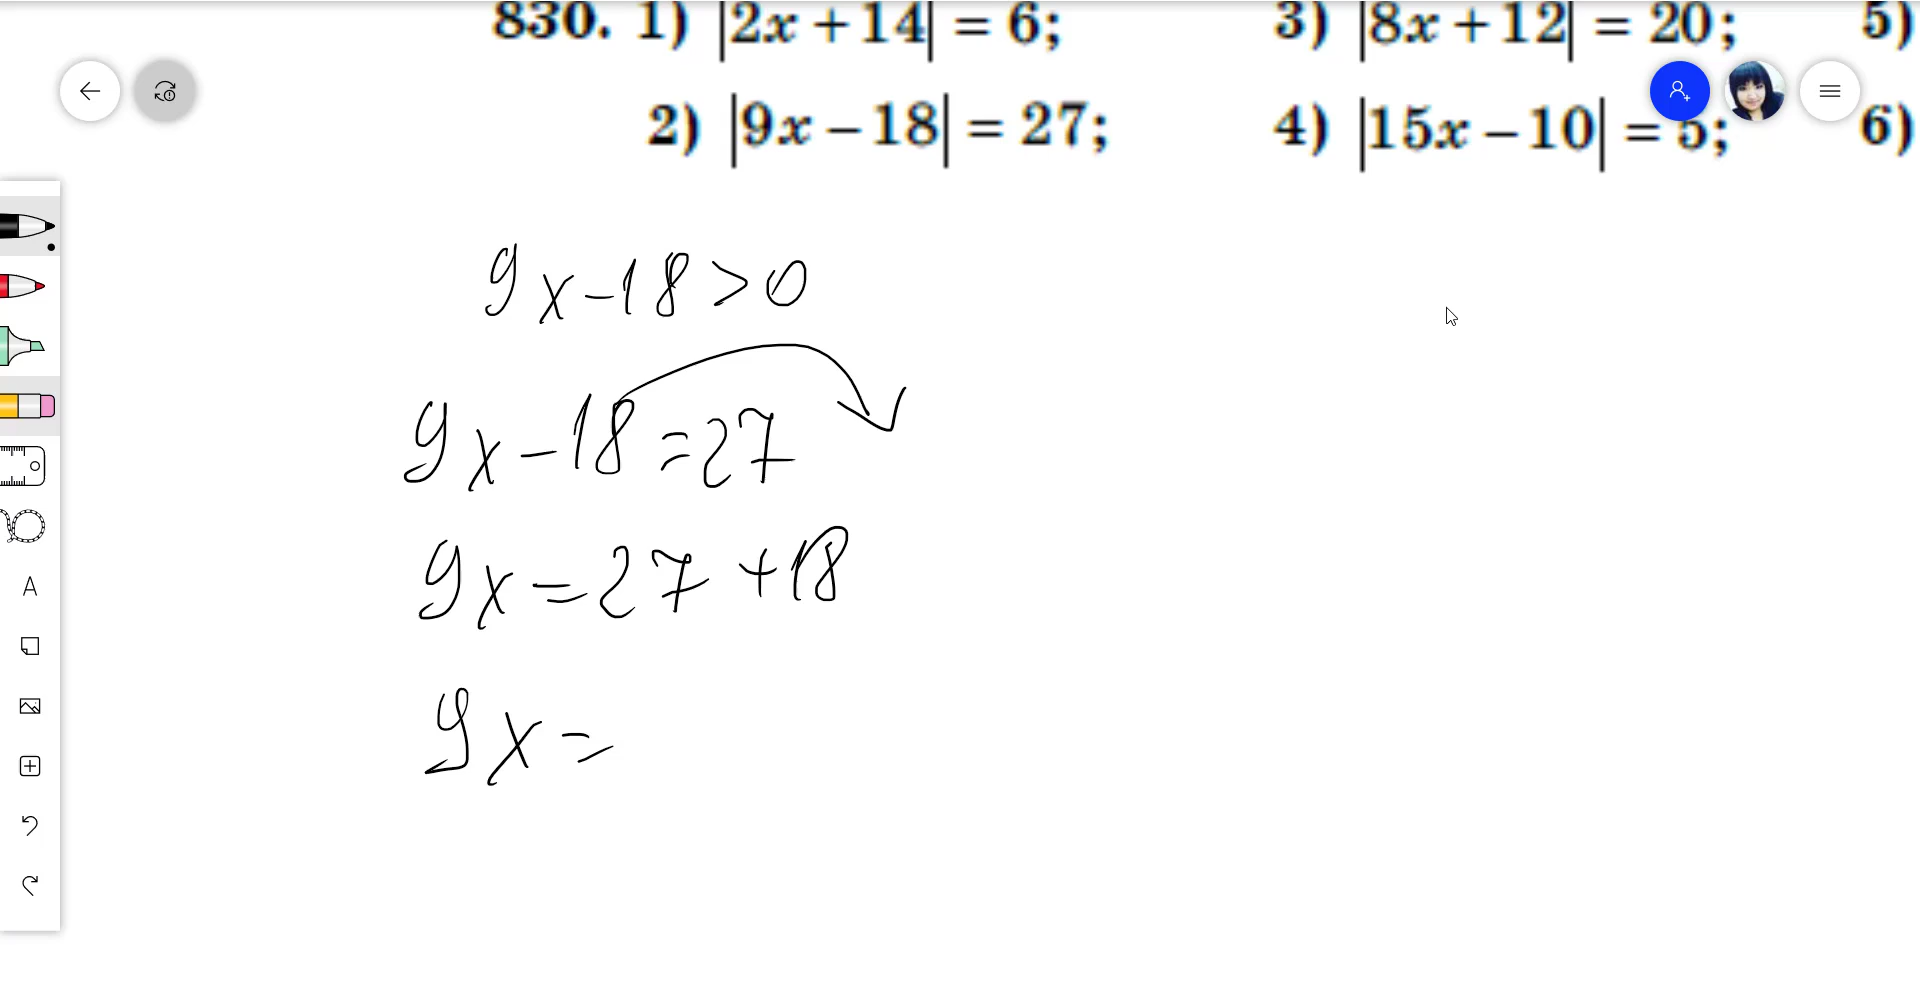 830. 1) |2x + 14| = 6;
3) |8x + 12| = 20;
5)
2) |9x – 18| = 27;
4) |15x – 10| = 5;
6)
9x-18>0
9x-18=27
9x=27+18
9x=
A